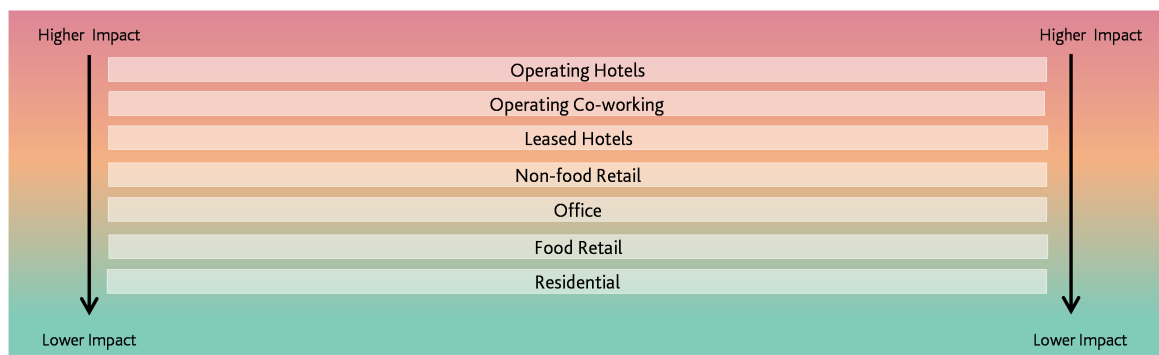 Higher Impact
Higher Impact
Operating Hotels
Operating Co-working
Leased Hotels
Non-food Retail
Office
Food Retail
Residential
Lower Impact
Lower Impact